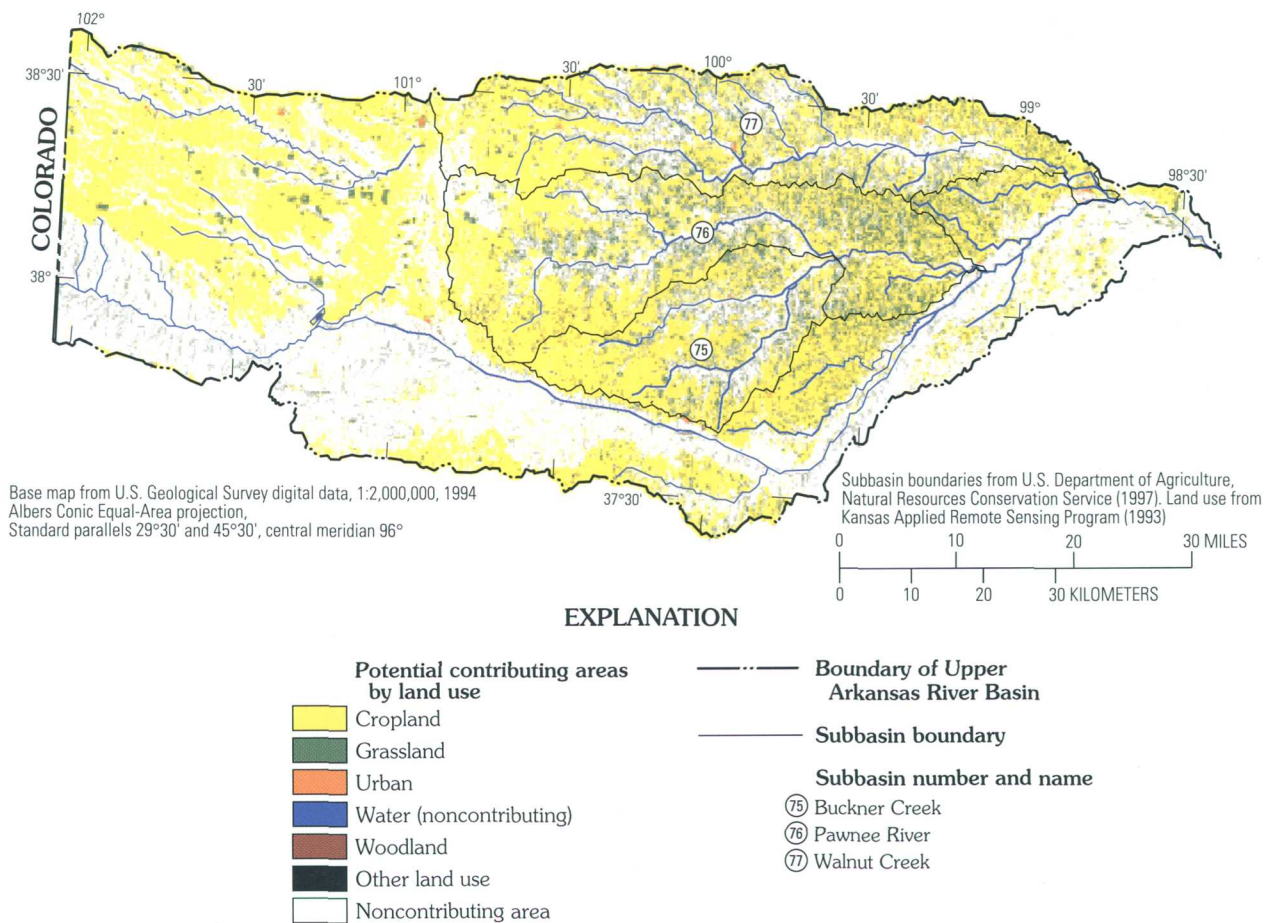 102°
38°30'
30'
101°
30'
100°
30'
99°
98°30'
77
COLORADO
76
38°
75
37°30'
Base map from U.S. Geological Survey digital data, 1:2,000,000, 1994
Albers Conic Equal-Area projection,
Standard parallels 29°30' and 45°30', central meridian 96°
Subbasin boundaries from U.S. Department of Agriculture,
Natural Resources Conservation Service (1997). Land use from
Kansas Applied Remote Sensing Program (1993)
0 10 20 30 MILES
0 10 20 30 KILOMETERS
EXPLANATION
Potential contributing areas
by land use
Cropland
Grassland
Urban
Water (noncontributing)
Woodland
Other land use
Noncontributing area
Boundary of Upper
Arkansas River Basin
Subbasin boundary
Subbasin number and name
75 Buckner Creek
76 Pawnee River
77 Walnut Creek